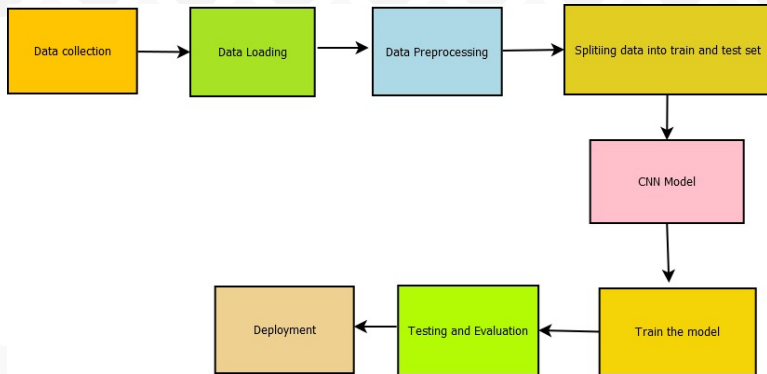 Data collection
Data Loading
Data Preprocessing
Splitiing data into train and test set
CNN Model
Train the model
Testing and Evaluation
Deployment